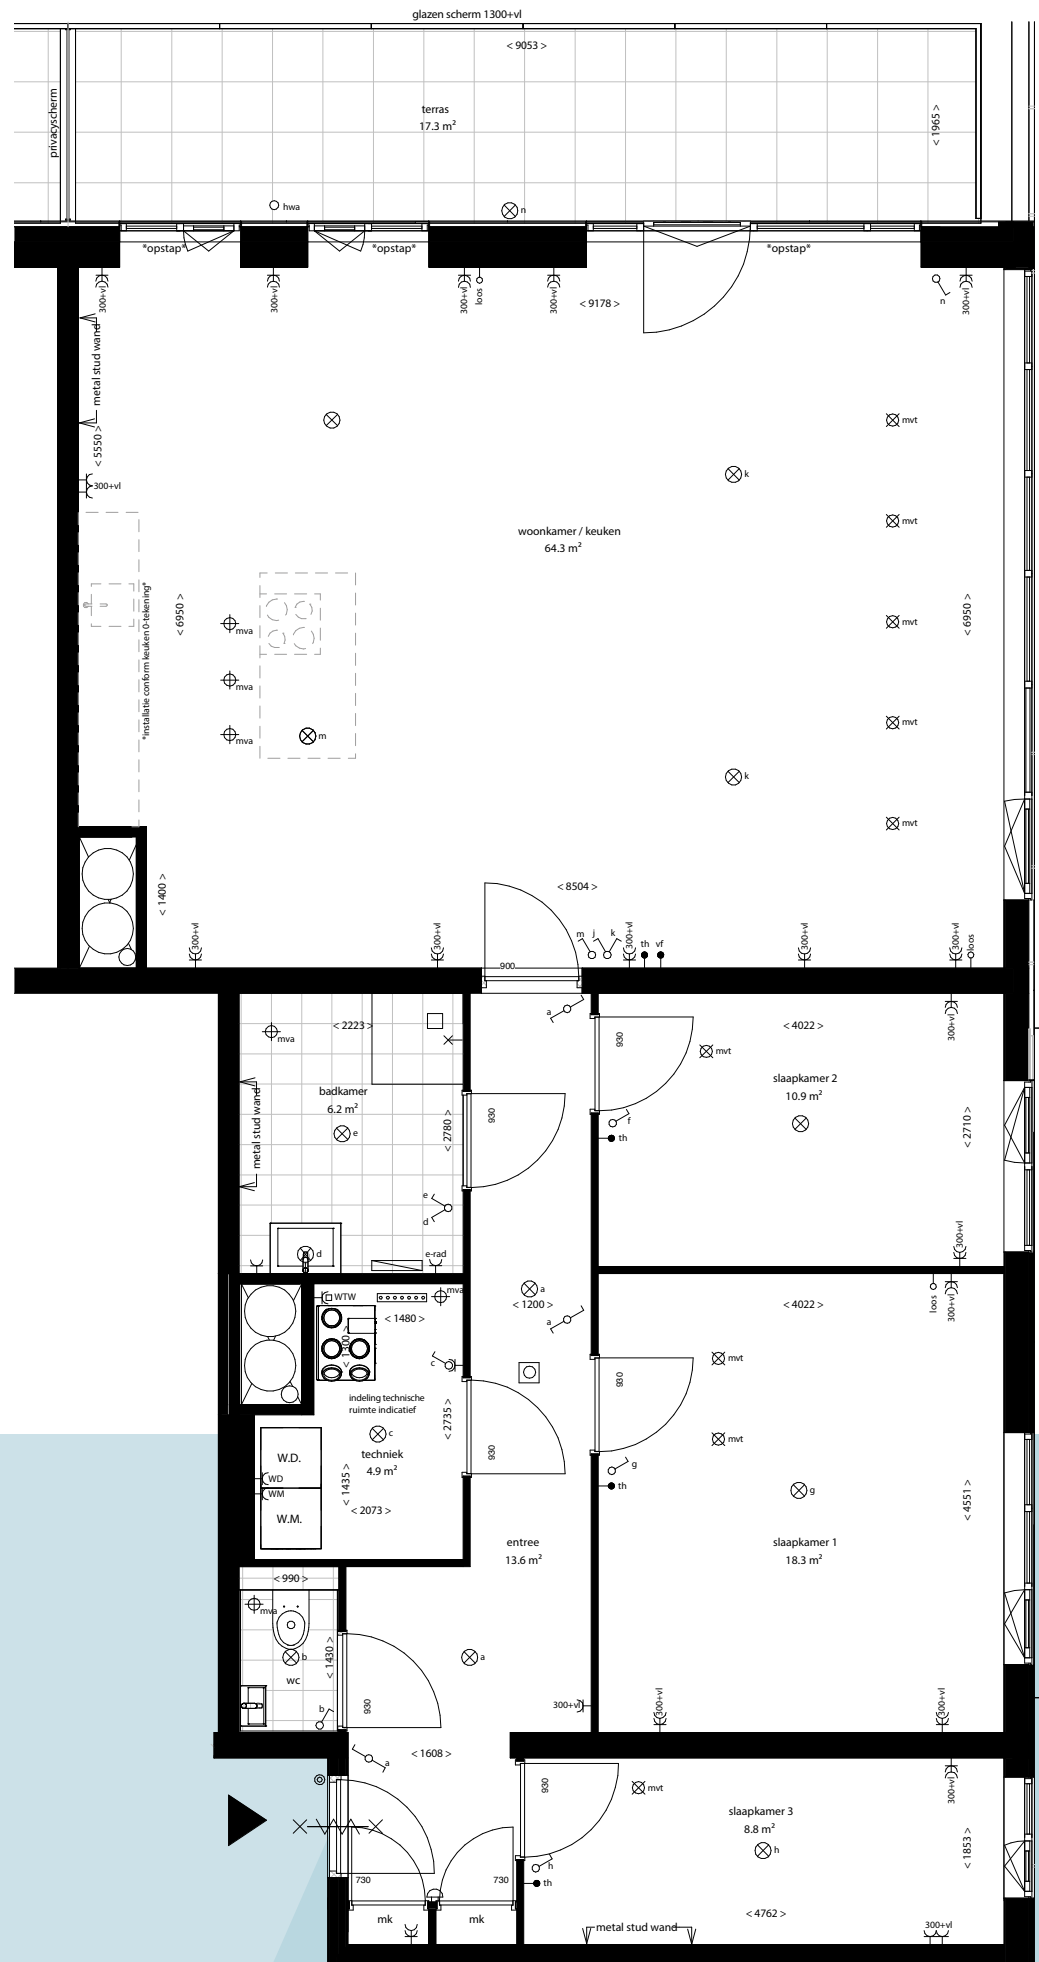 glazen scherm 1300+vl
< 9053 >
privacyscherm
terras
17.3 m²
< 1965 >
hwa
n
*opstap*
*opstap*
*opstap*
300+vl
300+vl
300+vl
loos
300+vl
< 9178 >
n
300+vl
metal stud wand
< 5550 >
300+vl
mvt
k
mvt
woonkamer / keuken
64.3 m²
*installatie conform keuken 0-tekening*
< 6950 >
mva
mvt
< 6950 >
mva
mva
m
mvt
k
mvt
< 1400 >
< 8504 >
300+vl
300+vl
m
j
k
300+vl
th
vf
300+vl
300+vl
loos
900
mva
< 2223 >
a
930
mvt
< 4022 >
300+vl
badkamer
6.2 m²
e
metal stud wand
< 2780 >
930
slaapkamer 2
10.9 m²
f
th
< 2710 >
e
d
d
e-rad
300+vl
WTW
mva
< 1480 >
< 1300 >
a
< 1200 >
a
< 4022 >
loos
300+vl
c
mvt
930
indeling technische
ruimte indicatief
c
< 2735 >
techniek
4.9 m²
930
mvt
W.D.
WD
WM
W.M.
< 1435 >
< 2073 >
g
th
g
< 4551 >
entree
13.6 m²
slaapkamer 1
18.3 m²
< 990 >
mva
b
< 1430 >
wc
b
a
930
300+vl
300+vl
300+vl
a
< 1608 >
930
mvt
300+vl
slaapkamer 3
8.8 m²
h
< 1853 >
h
th
730
730
mk
mk
metal stud wand
< 4762 >
300+vl